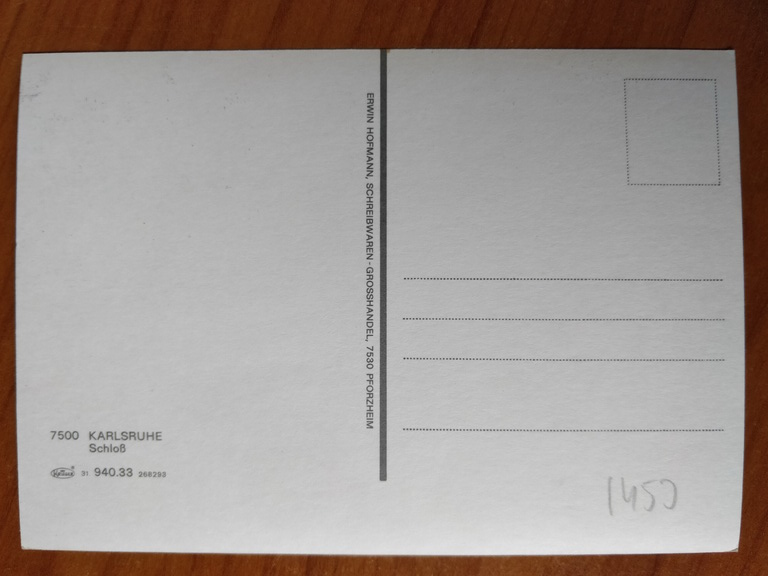 ERWIN HOFMANN, SCHREIBWAREN - GROSSHANDEL, 7530 PFORZHEIM
7500 KARLSRUHE
Schloß
31 940.33 268293
1450